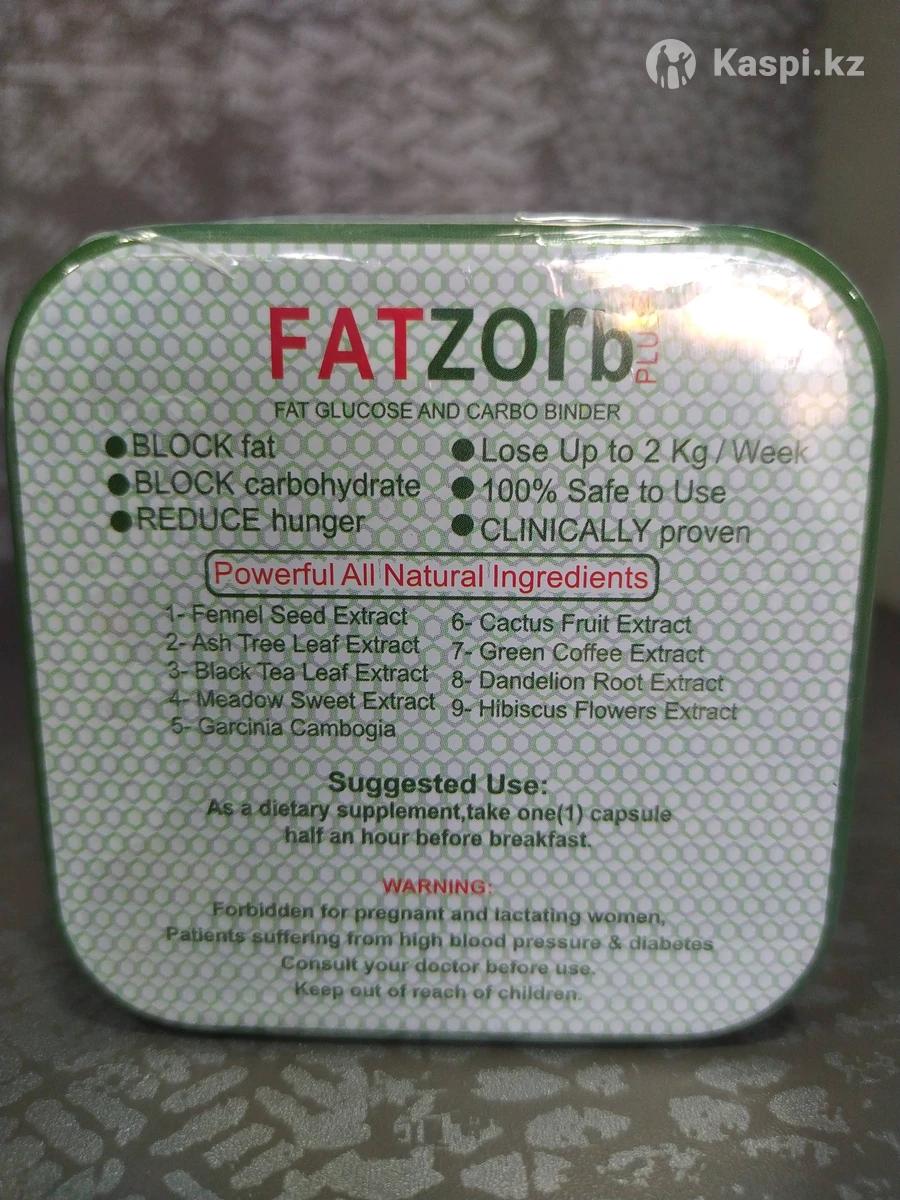 Kaspi.kz
FATZORb PLUS
FAT GLUCOSE AND CARBO BINDER
BLOCK fat
BLOCK carbohydrate
REDUCE hunger
Lose Up to 2 Kg / Week
100% Safe to Use
CLINICALLY proven
Powerful All Natural Ingredients
1- Fennel Seed Extract
2- Ash Tree Leaf Extract
3- Black Tea Leaf Extract
4- Meadow Sweet Extract
5- Garcinia Cambogia
6- Cactus Fruit Extract
7- Green Coffee Extract
8- Dandelion Root Extract
9- Hibiscus Flowers Extract
Suggested Use:
As a dietary supplement,take one(1) capsule
half an hour before breakfast.
WARNING:
Forbidden for pregnant and lactating women,
Patients suffering from high blood pressure & diabetes
Consult your doctor before use.
Keep out of reach of children.